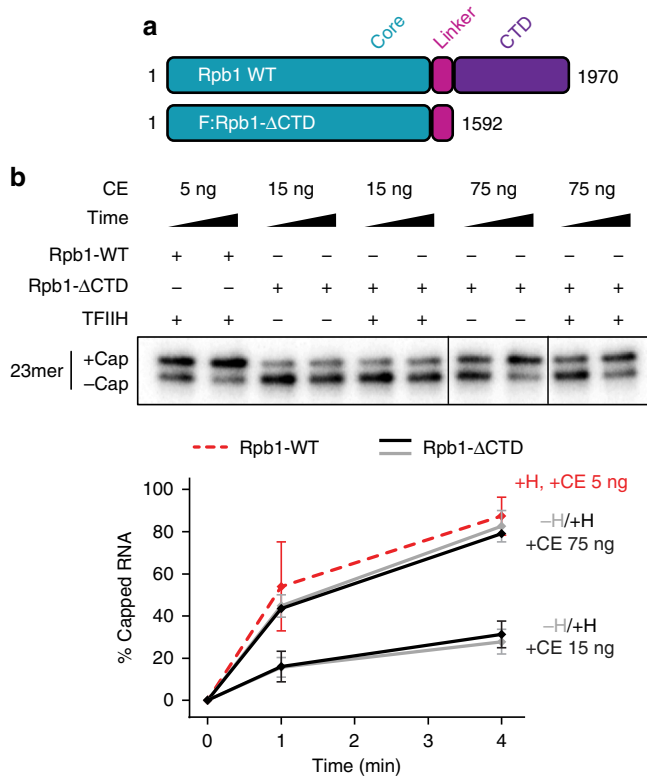 a
Core Linker CTD
1 Rpb1 WT 1970
1 F:Rpb1-ΔCTD 1592
b
CE 5 ng 15 ng 15 ng 75 ng 75 ng
Time
Rpb1-WT + + – – – – – – – –
Rpb1-ΔCTD – – + + + + + + + +
TFIIH + + – – + + – – + +
23mer +Cap
–Cap
Rpb1-WT Rpb1-ΔCTD
% Capped RNA
100
80
60
40
20
0
+H, +CE 5 ng
–H/+H
+CE 75 ng
–H/+H
+CE 15 ng
0 1 2 3 4
Time (min)